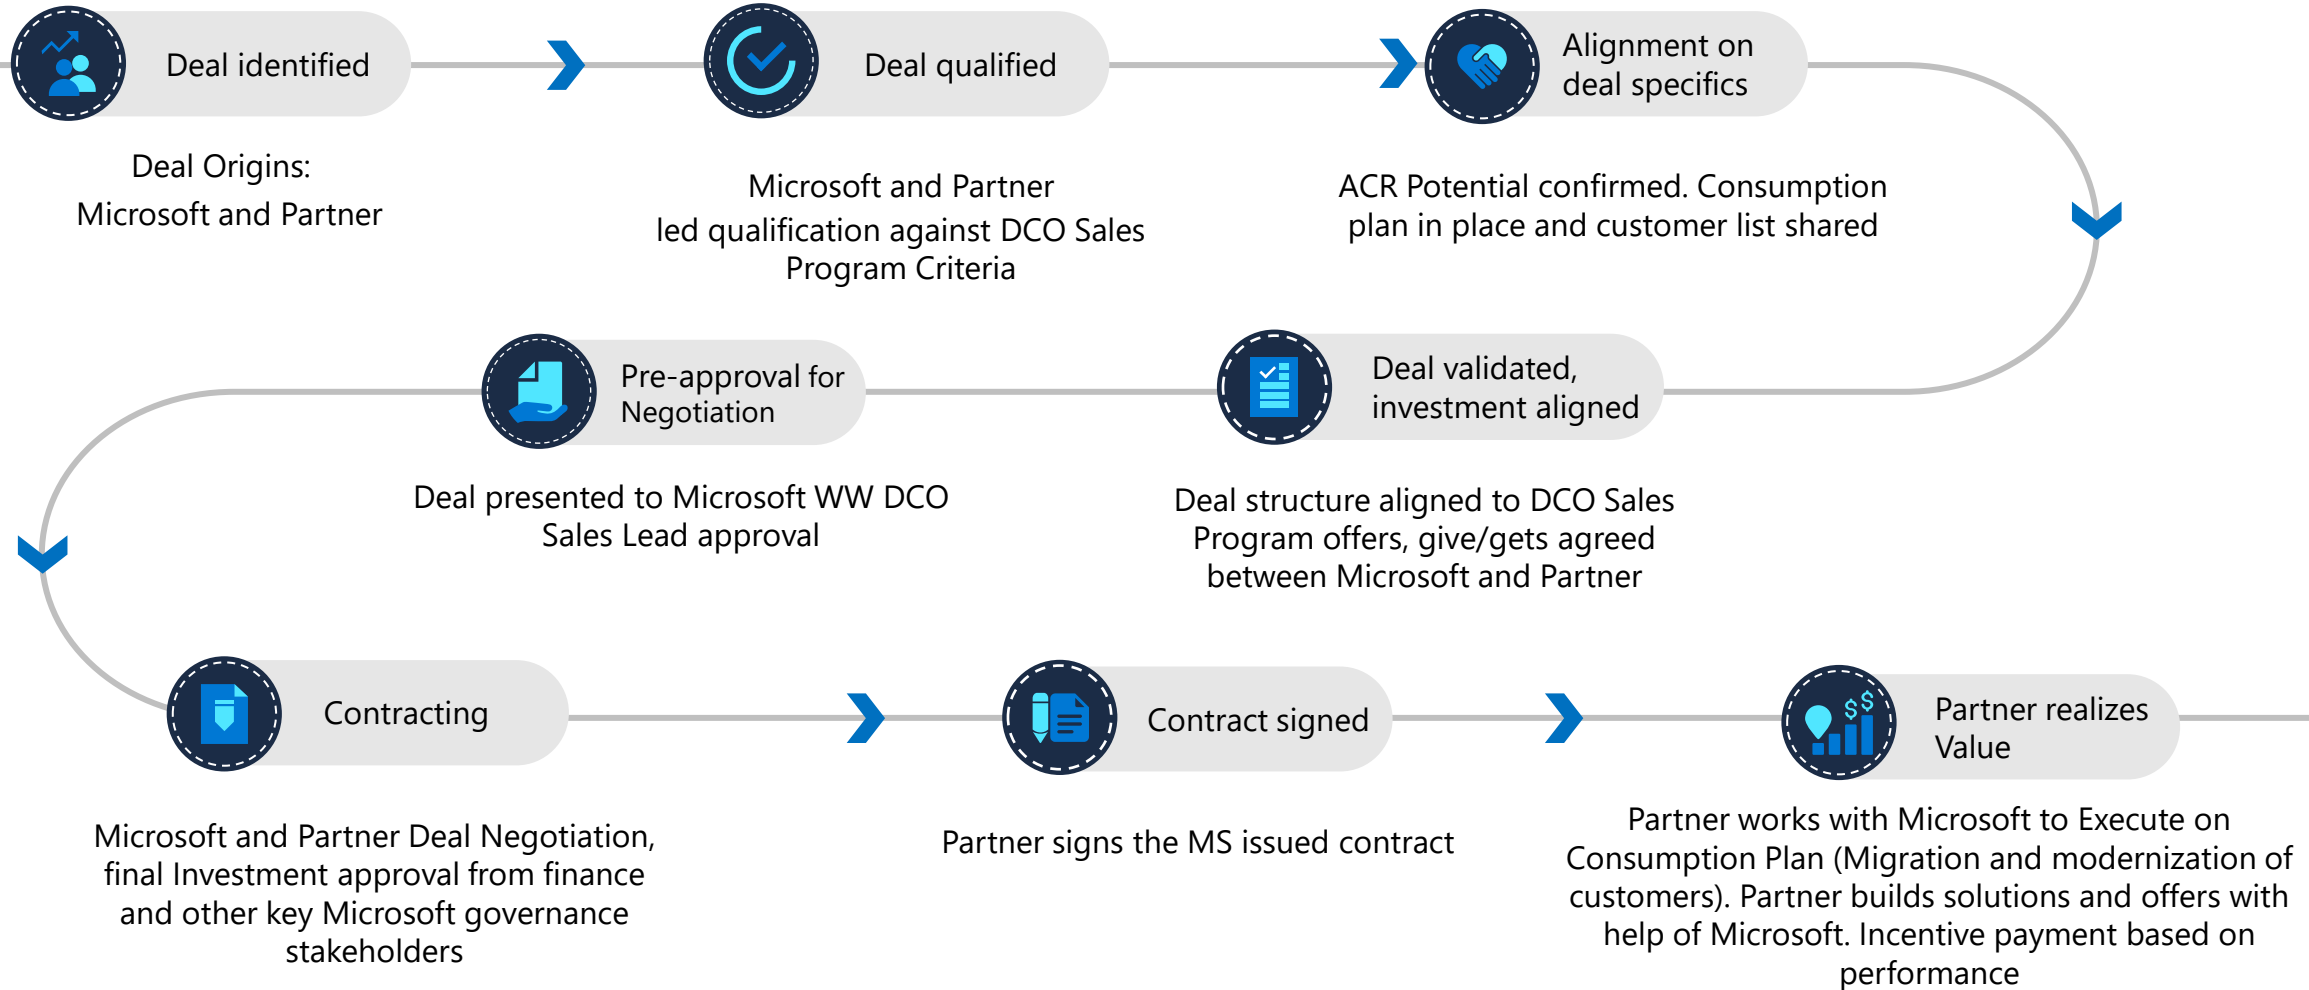 Deal identified
Deal Origins:
Microsoft and Partner
Deal qualified
Microsoft and Partner
led qualification against DCO Sales
Program Criteria
Alignment on
deal specifics
ACR Potential confirmed. Consumption
plan in place and customer list shared
Deal validated,
investment aligned
Deal structure aligned to DCO Sales
Program offers, give/gets agreed
between Microsoft and Partner
Pre-approval for
Negotiation
Deal presented to Microsoft WW DCO
Sales Lead approval
Contracting
Microsoft and Partner Deal Negotiation,
final Investment approval from finance
and other key Microsoft governance
stakeholders
Contract signed
Partner signs the MS issued contract
$$
Partner realizes
Value
Partner works with Microsoft to Execute on
Consumption Plan (Migration and modernization of
customers). Partner builds solutions and offers with
help of Microsoft. Incentive payment based on
performance